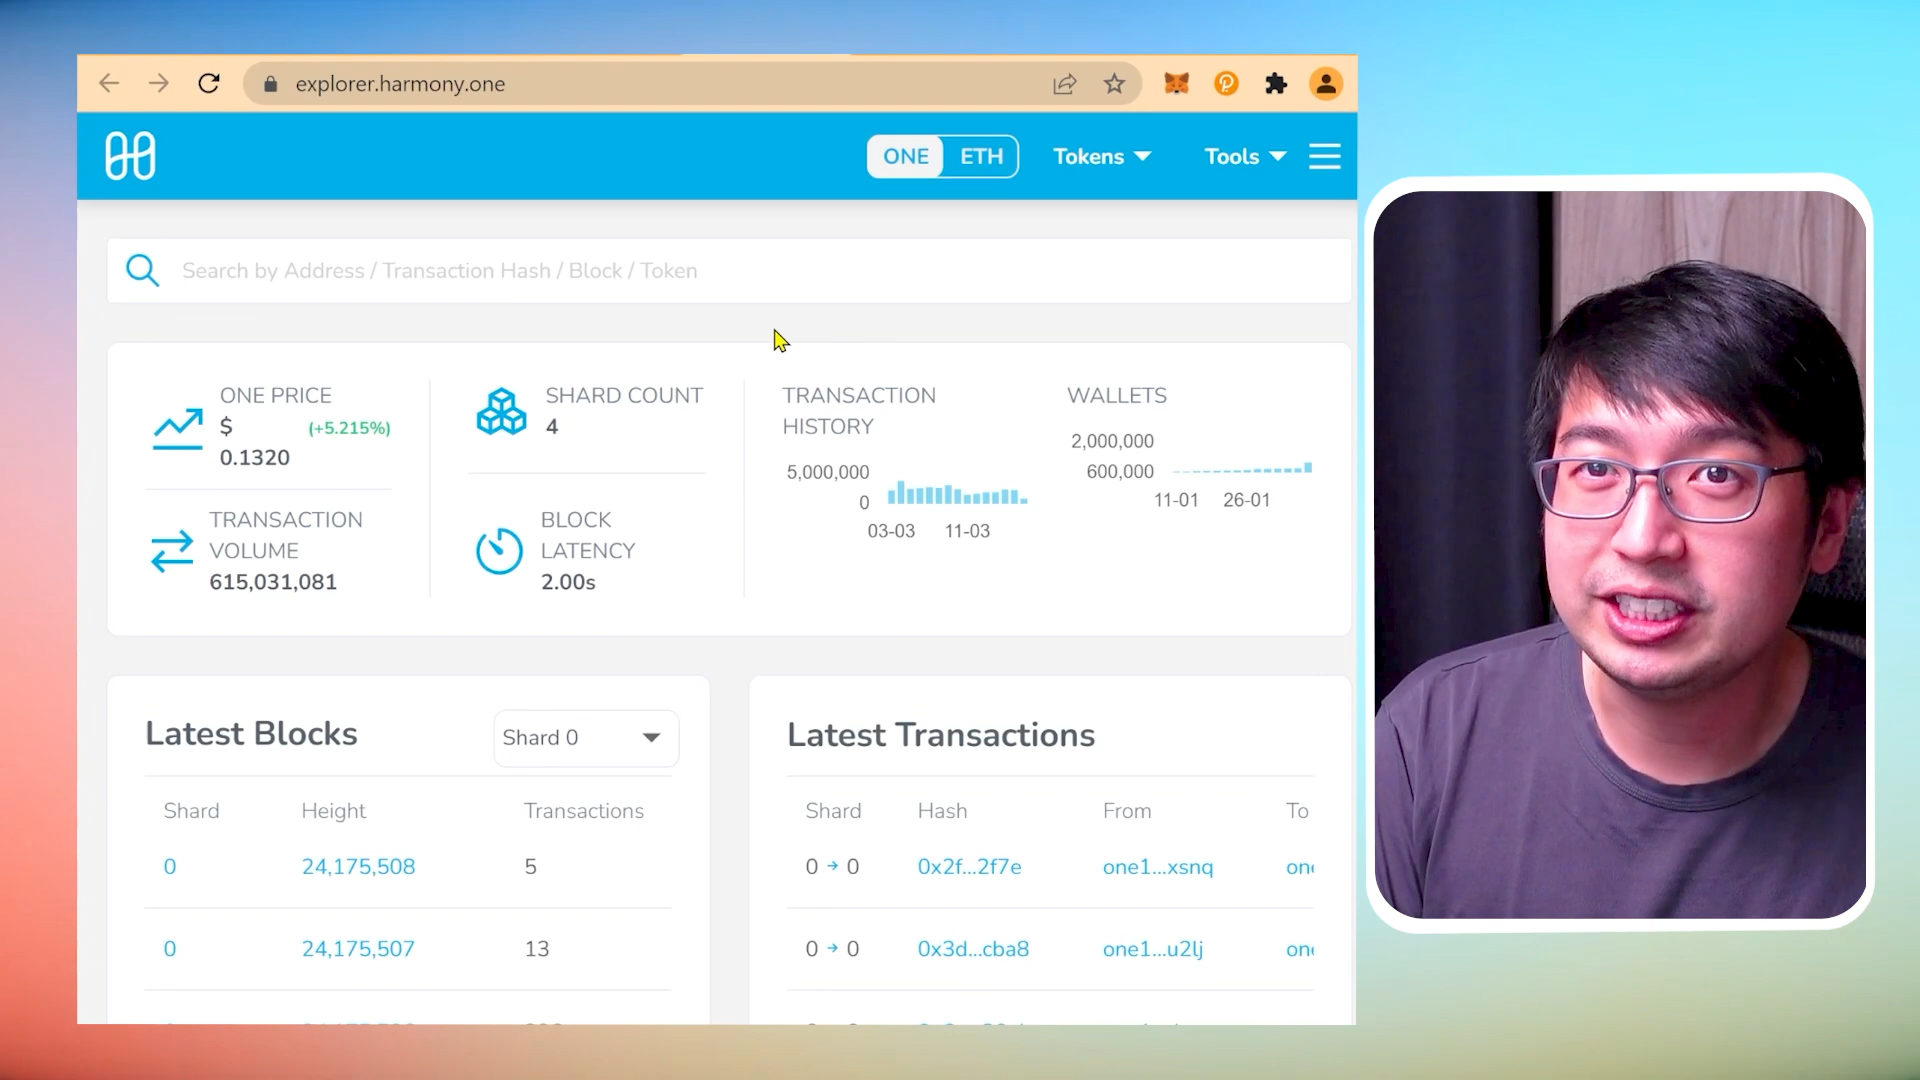 explorer.harmony.one
ONE ETH Tokens Tools
Search by Address / Transaction Hash / Block / Token
ONE PRICE
$ (+5.215%)
0.1320
TRANSACTION
VOLUME
615,031,081
SHARD COUNT
4
BLOCK
LATENCY
2.00s
TRANSACTION
HISTORY
5,000,000
0
03-03 11-03
WALLETS
2,000,000
600,000
11-01 26-01
Latest Blocks
Shard 0
Shard Height Transactions
0 24,175,508 5
0 24,175,507 13
Latest Transactions
Shard Hash From To
0 → 0 0x2f...2f7e one1...xsnq
0 → 0 0x3d...cba8 one1...u2lj